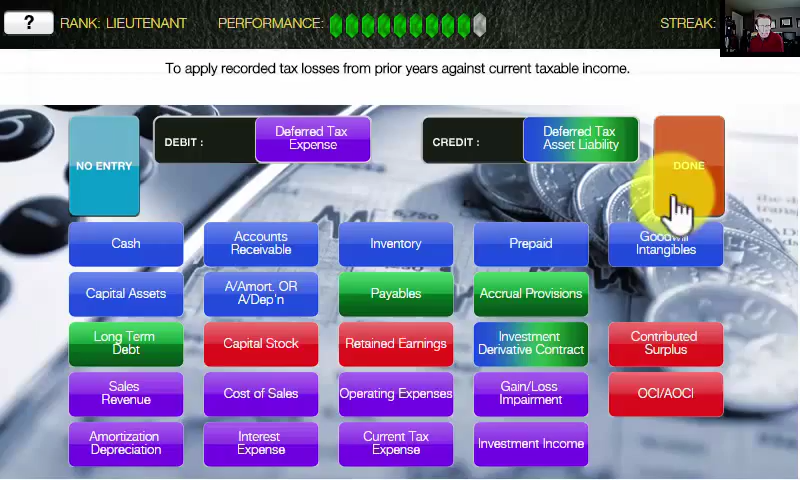 ?
RANK: LIEUTENANT
PERFORMANCE:
STREAK:
To apply recorded tax losses from prior years against current taxable income.
NO ENTRY
DEBIT :
Deferred Tax
Expense
CREDIT :
Deferred Tax
Asset Liability
DONE
Cash
Accounts
Receivable
Inventory
Prepaid
Goodwill
Intangibles
Capital Assets
A/Amort. OR
A/Dep'n
Payables
Accrual Provisions
Long Term
Debt
Capital Stock
Retained Earnings
Investment
Derivative Contract
Contributed
Surplus
Sales
Revenue
Cost of Sales
Operating Expenses
Gain/Loss
Impairment
OCI/AOCI
Amortization
Depreciation
Interest
Expense
Current Tax
Expense
Investment Income